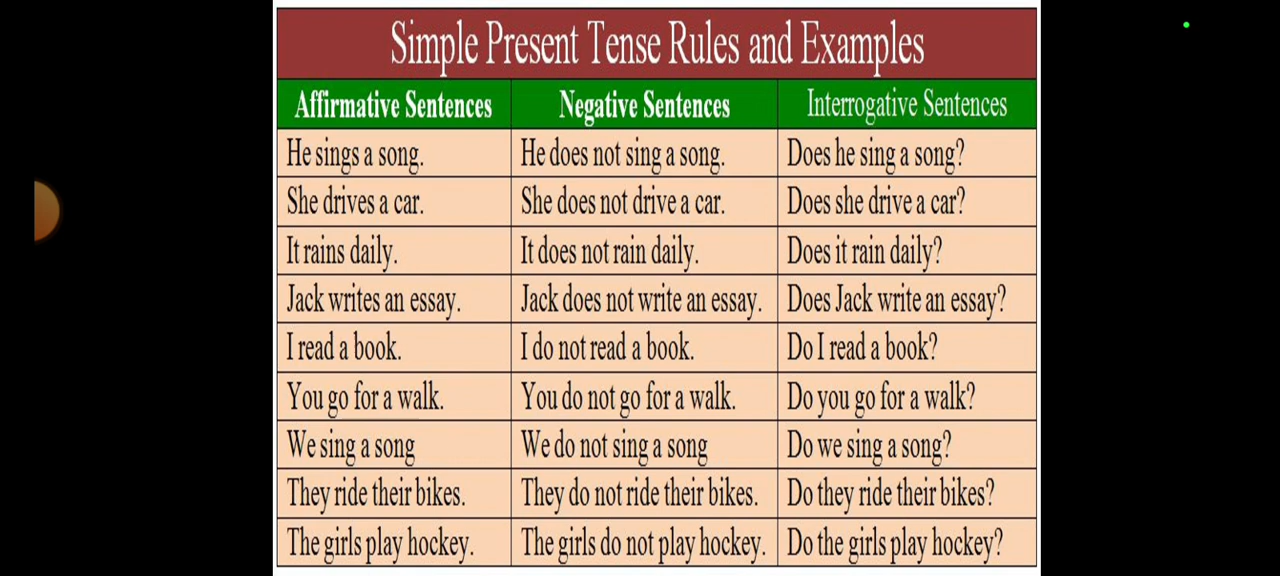 Simple Present Tense Rules and Examples
Affirmative Sentences Negative Sentences Interrogative Sentences
He sings a song. He does not sing a song. Does he sing a song?
She drives a car. She does not drive a car. Does she drive a car?
It rains daily. It does not rain daily. Does it rain daily?
Jack writes an essay. Jack does not write an essay. Does Jack write an essay?
I read a book. I do not read a book. Do I read a book?
You go for a walk. You do not go for a walk. Do you go for a walk?
We sing a song We do not sing a song Do we sing a song?
They ride their bikes. They do not ride their bikes. Do they ride their bikes?
The girls play hockey. The girls do not play hockey. Do the girls play hockey?